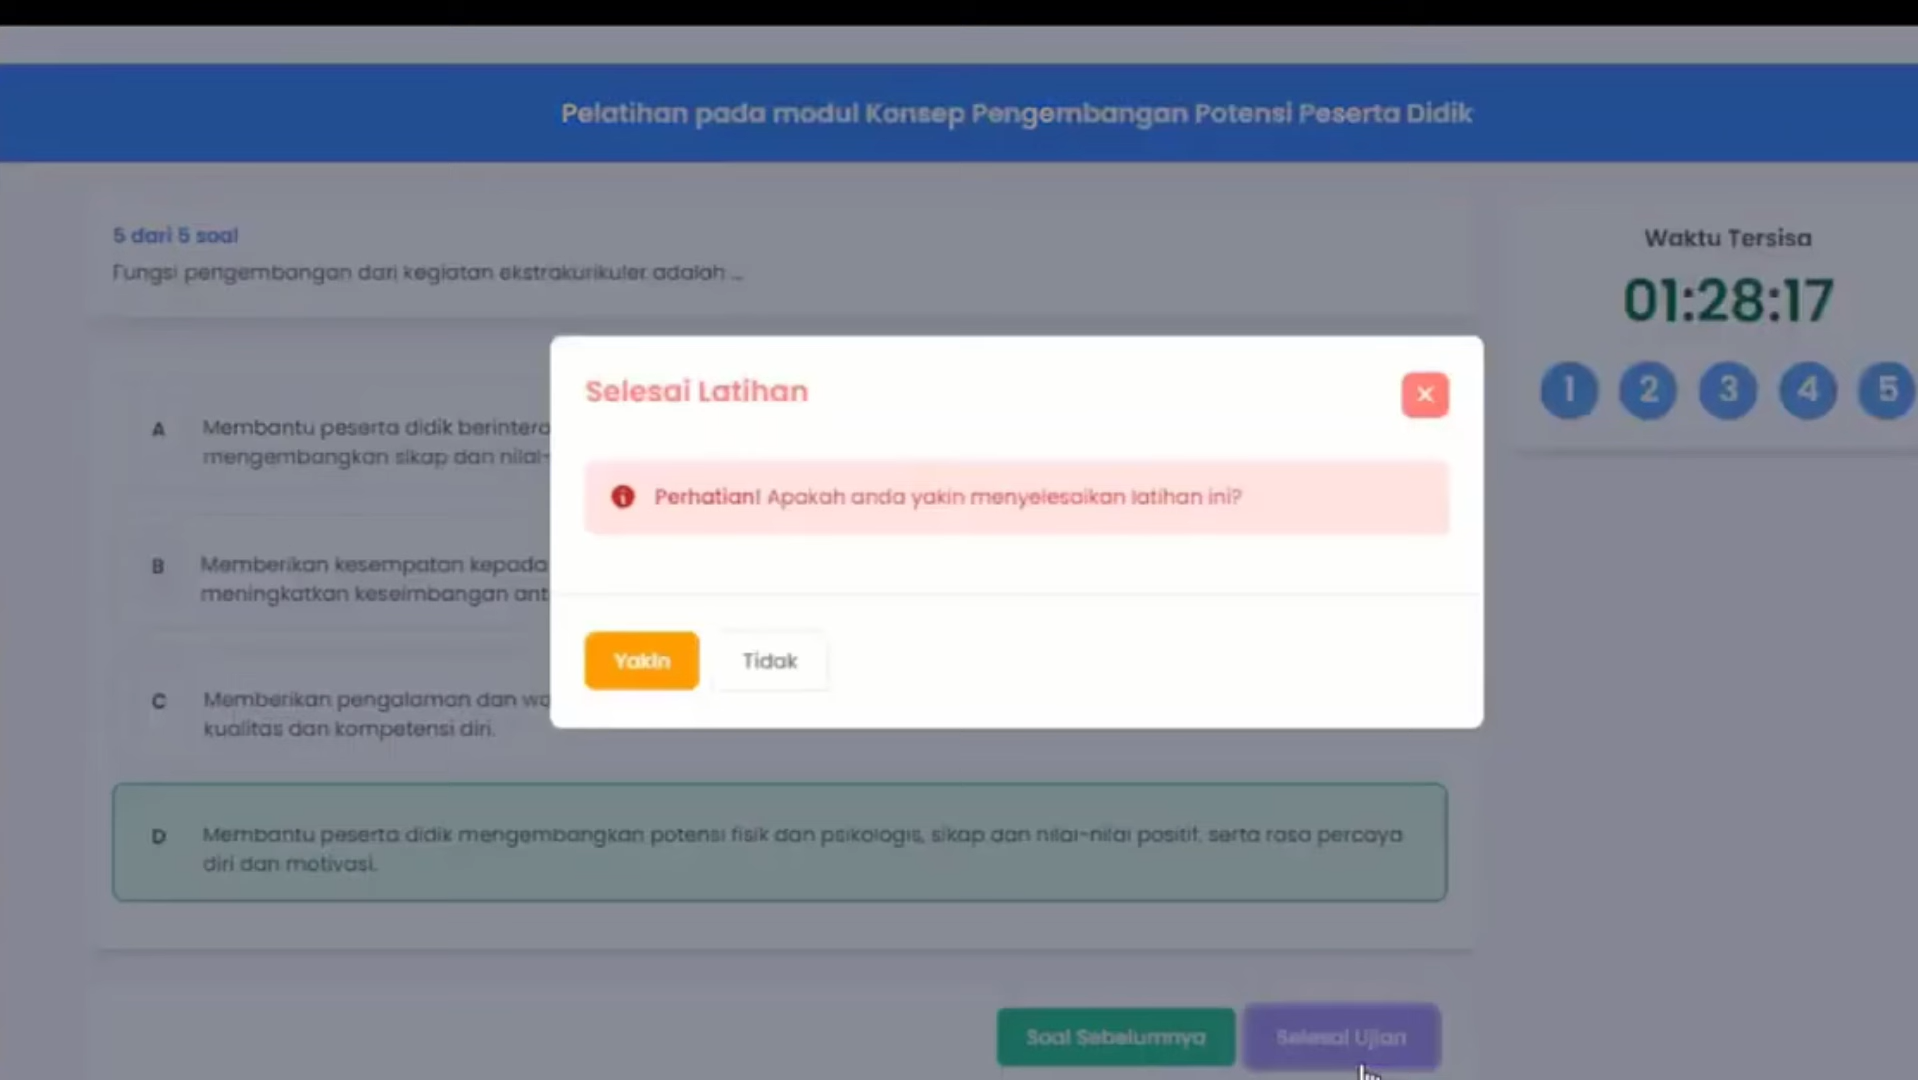 Pelatihan pada modul Konsep Pengembangan Potensi Peserta Didik
5 dari 5 soal
Fungsi pengembangan dari kegiatan ekstrakurikuler adalah ...
Waktu Tersisa
01:28:17
1 2 3 4 5
Selesai Latihan
Perhatian! Apakah anda yakin menyelesaikan latihan ini?
Yakin
Tidak
A Membantu peserta didik
mengembangkan sikap dan nilai-
B Memberikan kesempatan kepada
meningkatkan keseimbangan
C Memberikan pengalaman dan
kualitas dan kompetensi diri.
D Membantu peserta didik mengembangkan potensi fisik dan psikologis, sikap dan nilai-nilai positif, serta rasa percaya
diri dan motivasi.
Soal Sebelumnya
Selesai Ujian